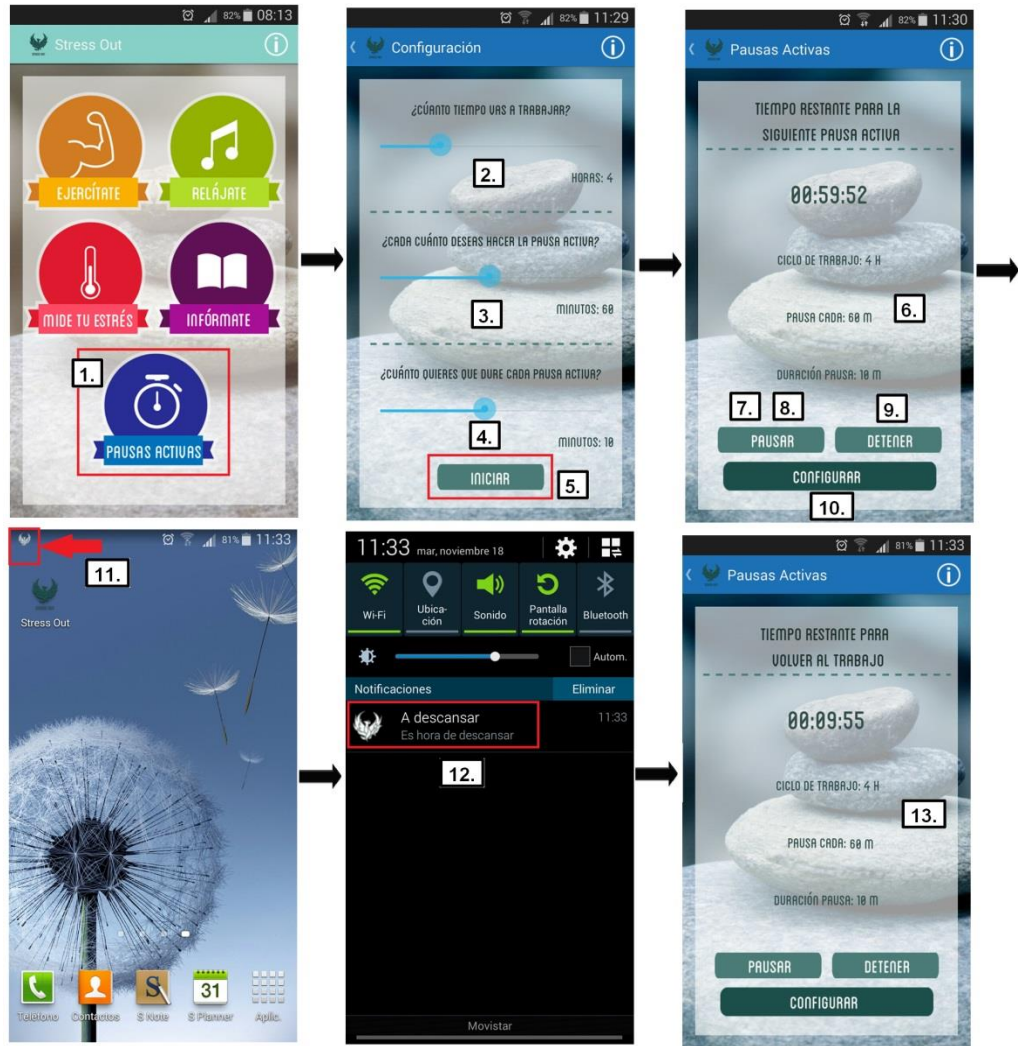 82% 08:13
Stress Out
EJERCÍTATE
RELÁJATE
MIDE TU ESTRÉS
INFÓRMATE
1.
PAUSAS ACTIVAS
82% 11:29
Configuración
¿CÚANTO TIEMPO VAS A TRABAJAR?
2.
HORAS: 4
¿CADA CUÁNTO DESEAS HACER LA PAUSA ACTIVA?
3.
MINUTOS: 60
¿CUÁNTO QUIERES QUE DURE CADA PAUSA ACTIVA?
4.
MINUTOS: 10
INICIAR
5.
82% 11:30
Pausas Activas
TIEMPO RESTANTE PARA LA
SIGUIENTE PAUSA ACTIVA
00:59:52
CICLO DE TRABAJO: 4 H
6.
PAUSA CADA: 60 M
DURACIÓN PAUSA: 10 M
7. 8. 9.
PAUSAR DETENER
CONFIGURAR
10.
81% 11:33
11.
Stress Out
31
Teléfono Contactos S Note S Planner Aplic.
11:33 mar, noviembre 18
Wi-Fi
Ubica-
ción
Sonido
Pantalla
rotación
Bluetooth
Autom.
Notificaciones Eliminar
A descansar 11:33
Es hora de descansar
12.
Movistar
81% 11:33
Pausas Activas
TIEMPO RESTANTE PARA
VOLVER AL TRABAJO
00:09:55
CICLO DE TRABAJO: 4 H
13.
PAUSA CADA: 60 M
DURACIÓN PAUSA: 10 M
PAUSAR DETENER
CONFIGURAR